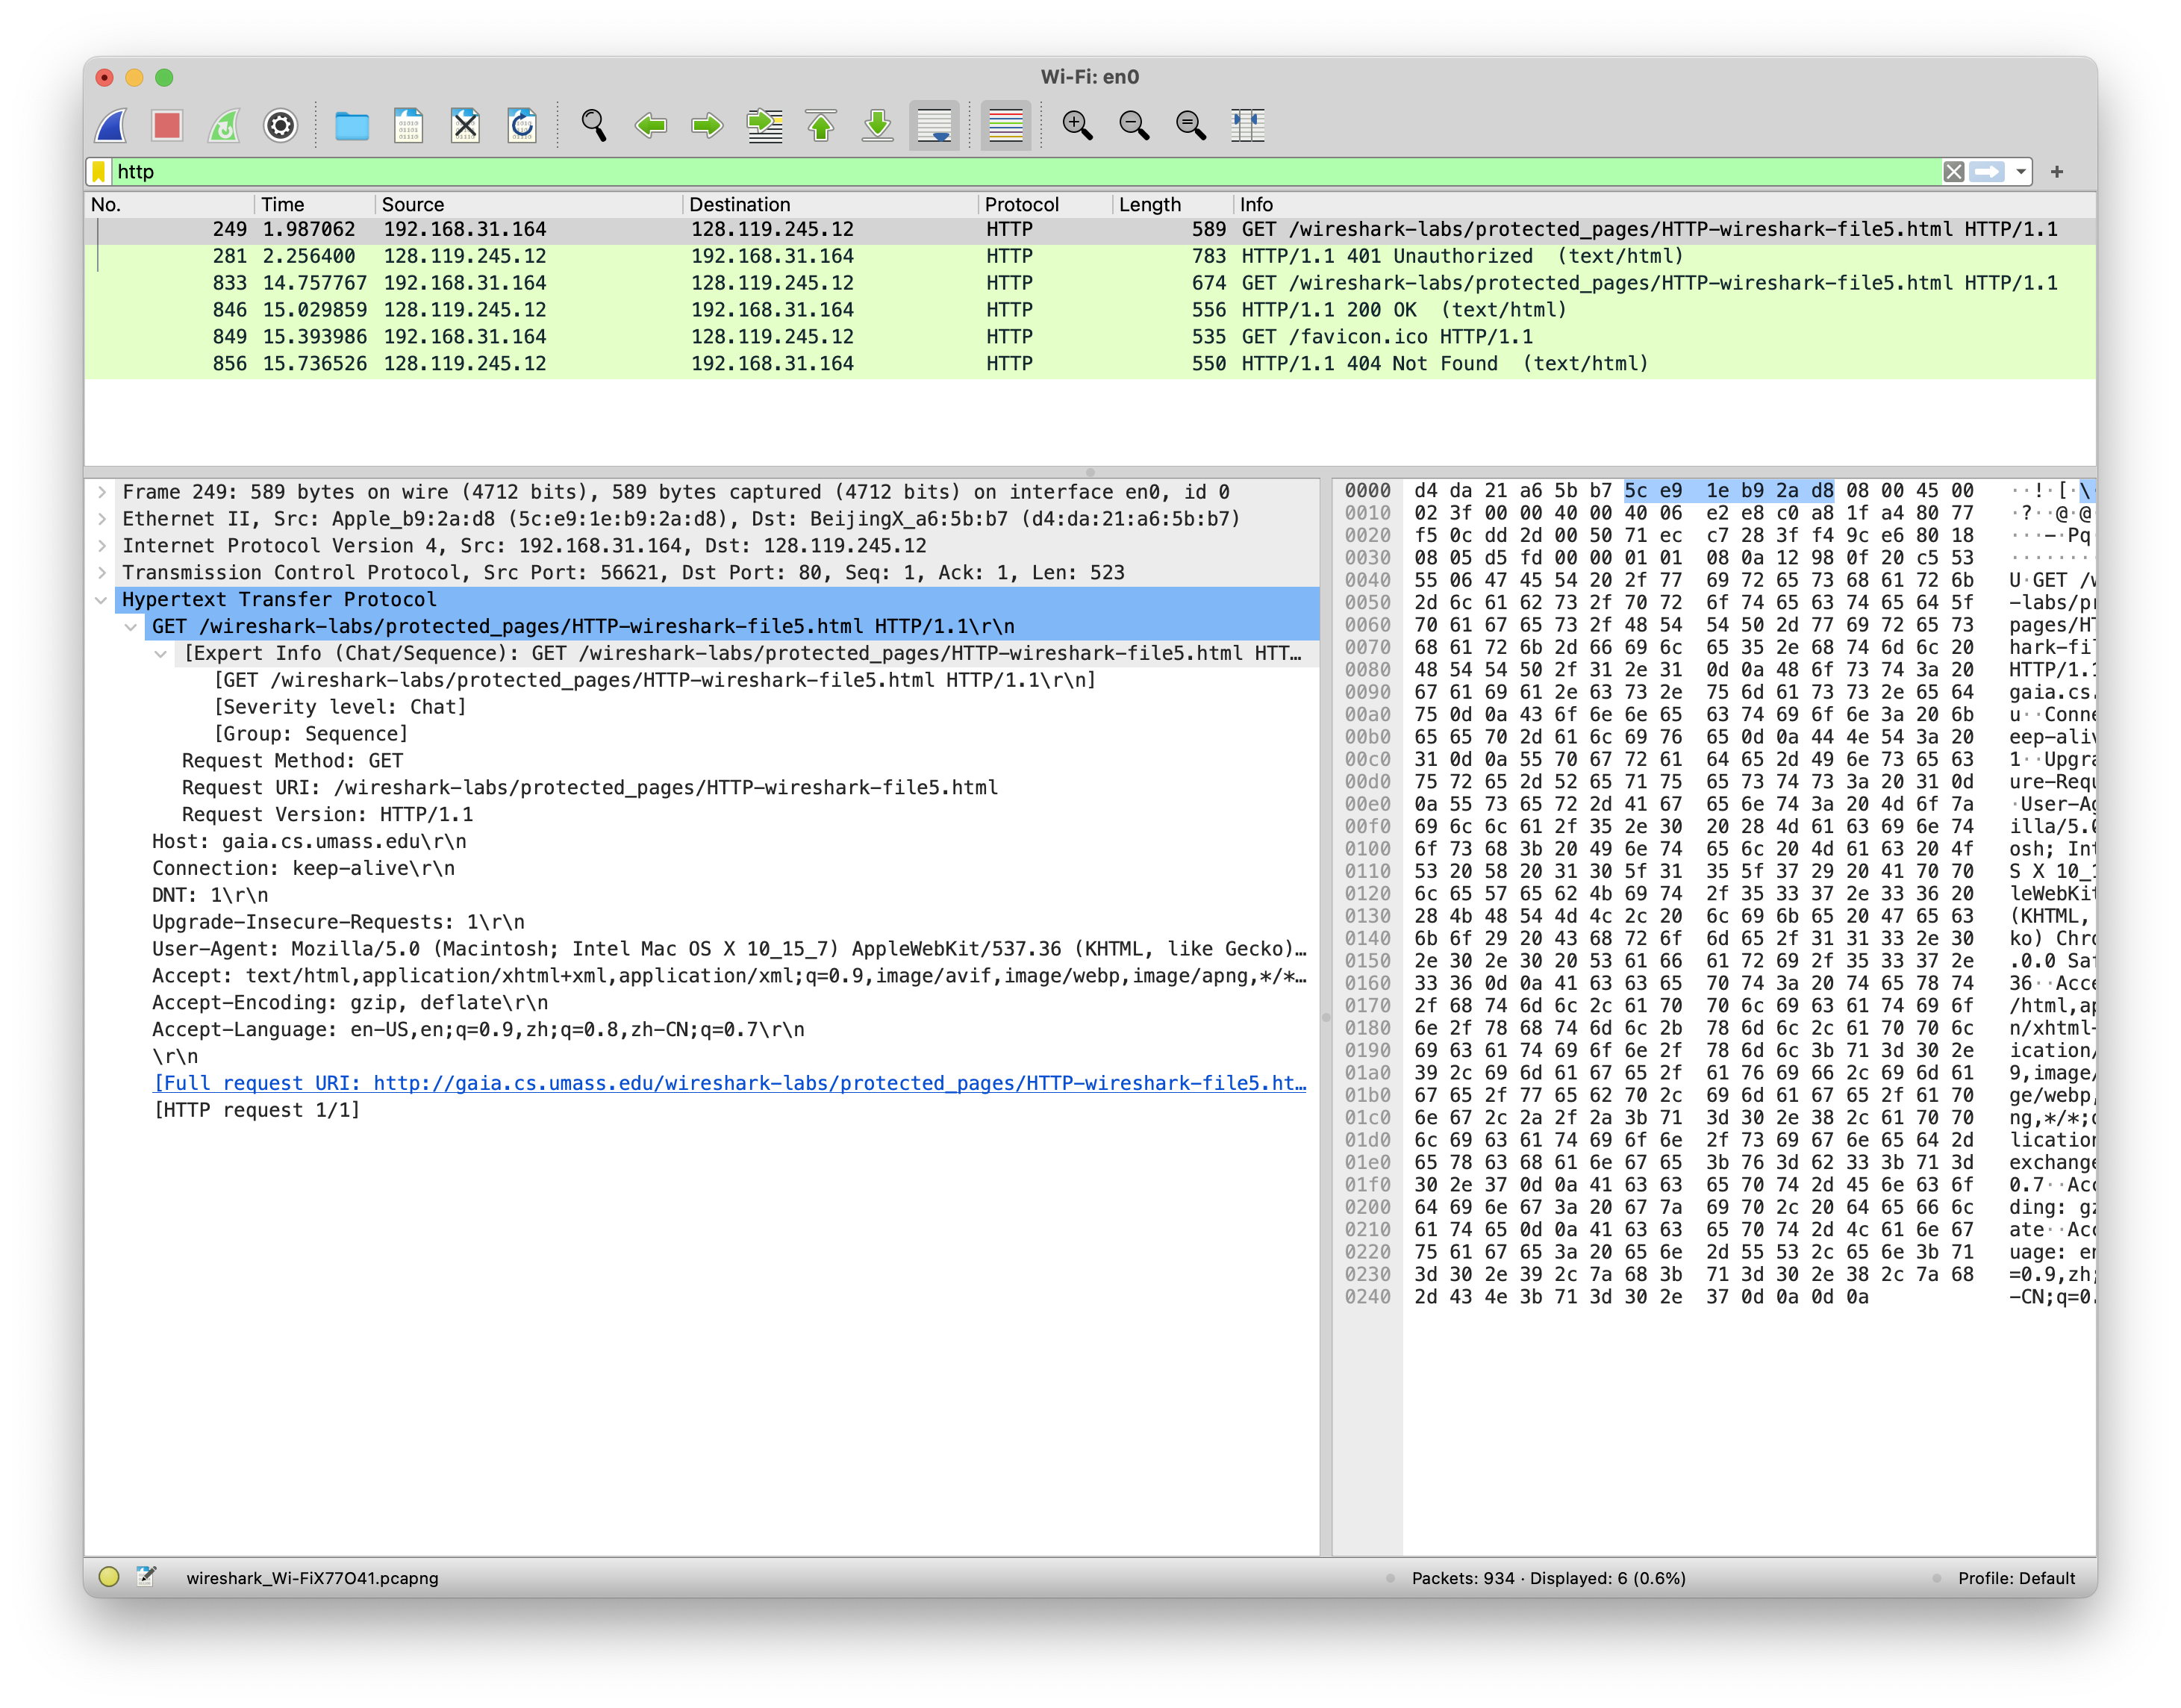 Wi-Fi: en0
http
No. Time Source Destination Protocol Length Info
249 1.987062 192.168.31.164 128.119.245.12 HTTP 589 GET /wireshark-labs/protected_pages/HTTP-wireshark-file5.html HTTP/1.1
281 2.256400 128.119.245.12 192.168.31.164 HTTP 783 HTTP/1.1 401 Unauthorized (text/html)
833 14.757767 192.168.31.164 128.119.245.12 HTTP 674 GET /wireshark-labs/protected_pages/HTTP-wireshark-file5.html HTTP/1.1
846 15.029859 128.119.245.12 192.168.31.164 HTTP 556 HTTP/1.1 200 OK (text/html)
849 15.393986 192.168.31.164 128.119.245.12 HTTP 535 GET /favicon.ico HTTP/1.1
856 15.736526 128.119.245.12 192.168.31.164 HTTP 550 HTTP/1.1 404 Not Found (text/html)
Frame 249: 589 bytes on wire (4712 bits), 589 bytes captured (4712 bits) on interface en0, id 0
Ethernet II, Src: Apple_b9:2a:d8 (5c:e9:1e:b9:2a:d8), Dst: BeijingX_a6:5b:b7 (d4:da:21:a6:5b:b7)
Internet Protocol Version 4, Src: 192.168.31.164, Dst: 128.119.245.12
Transmission Control Protocol, Src Port: 56621, Dst Port: 80, Seq: 1, Ack: 1, Len: 523
Hypertext Transfer Protocol
GET /wireshark-labs/protected_pages/HTTP-wireshark-file5.html HTTP/1.1\r\n
[Expert Info (Chat/Sequence): GET /wireshark-labs/protected_pages/HTTP-wireshark-file5.html HTT…
[GET /wireshark-labs/protected_pages/HTTP-wireshark-file5.html HTTP/1.1\r\n]
[Severity level: Chat]
[Group: Sequence]
Request Method: GET
Request URI: /wireshark-labs/protected_pages/HTTP-wireshark-file5.html
Request Version: HTTP/1.1
Host: gaia.cs.umass.edu\r\n
Connection: keep-alive\r\n
DNT: 1\r\n
Upgrade-Insecure-Requests: 1\r\n
User-Agent: Mozilla/5.0 (Macintosh; Intel Mac OS X 10_15_7) AppleWebKit/537.36 (KHTML, like Gecko)…
Accept: text/html,application/xhtml+xml,application/xml;q=0.9,image/avif,image/webp,image/apng,*/*…
Accept-Encoding: gzip, deflate\r\n
Accept-Language: en-US,en;q=0.9,zh;q=0.8,zh-CN;q=0.7\r\n
\r\n
[Full request URI: http://gaia.cs.umass.edu/wireshark-labs/protected_pages/HTTP-wireshark-file5.ht…
[HTTP request 1/1]
0000 d4 da 21 a6 5b b7 5c e9 1e b9 2a d8 08 00 45 00 ··!·[·\
0010 02 3f 00 00 40 00 40 06 e2 e8 c0 a8 1f a4 80 77 ·?··@·@
0020 f5 0c dd 2d 00 50 71 ec c7 28 3f f4 9c e6 80 18 ···-·Pq
0030 08 05 d5 fd 00 00 01 01 08 0a 12 98 0f 20 c5 53 ·······
0040 55 06 47 45 54 20 2f 77 69 72 65 73 68 61 72 6b U·GET /w
0050 2d 6c 61 62 73 2f 70 72 6f 74 65 63 74 65 64 5f -labs/pr
0060 70 61 67 65 73 2f 48 54 54 50 2d 77 69 72 65 73 pages/HT
0070 68 61 72 6b 2d 66 69 6c 65 35 2e 68 74 6d 6c 20 hark-fil
0080 48 54 54 50 2f 31 2e 31 0d 0a 48 6f 73 74 3a 20 HTTP/1.1
0090 67 61 69 61 2e 63 73 2e 75 6d 61 73 73 2e 65 64 gaia.cs.
00a0 75 0d 0a 43 6f 6e 6e 65 63 74 69 6f 6e 3a 20 6b u··Conne
00b0 65 65 70 2d 61 6c 69 76 65 0d 0a 44 4e 54 3a 20 eep-aliv
00c0 31 0d 0a 55 70 67 72 61 64 65 2d 49 6e 73 65 63 1··Upgra
00d0 75 72 65 2d 52 65 71 75 65 73 74 73 3a 20 31 0d ure-Requ
00e0 0a 55 73 65 72 2d 41 67 65 6e 74 3a 20 4d 6f 7a ·User-Ag
00f0 69 6c 6c 61 2f 35 2e 30 20 28 4d 61 63 69 6e 74 illa/5.0
0100 6f 73 68 3b 20 49 6e 74 65 6c 20 4d 61 63 20 4f osh; Int
0110 53 20 58 20 31 30 5f 31 35 5f 37 29 20 41 70 70 S X 10_1
0120 6c 65 57 65 62 4b 69 74 2f 35 33 37 2e 33 36 20 leWebKit
0130 28 4b 48 54 4d 4c 2c 20 6c 69 6b 65 20 47 65 63 (KHTML,
0140 6b 6f 29 20 43 68 72 6f 6d 65 2f 31 31 33 2e 30 ko) Chro
0150 2e 30 2e 30 20 53 61 66 61 72 69 2f 35 33 37 2e .0.0 Saf
0160 33 36 0d 0a 41 63 63 65 70 74 3a 20 74 65 78 74 36··Acce
0170 2f 68 74 6d 6c 2c 61 70 70 6c 69 63 61 74 69 6f /html,ap
0180 6e 2f 78 68 74 6d 6c 2b 78 6d 6c 2c 61 70 70 6c n/xhtml+
0190 69 63 61 74 69 6f 6e 2f 78 6d 6c 3b 71 3d 30 2e ication/
01a0 39 2c 69 6d 61 67 65 2f 61 76 69 66 2c 69 6d 61 9,image/
01b0 67 65 2f 77 65 62 70 2c 69 6d 61 67 65 2f 61 70 ge/webp,
01c0 6e 67 2c 2a 2f 2a 3b 71 3d 30 2e 38 2c 61 70 70 ng,*/*;q
01d0 6c 69 63 61 74 69 6f 6e 2f 73 69 67 6e 65 64 2d lication
01e0 65 78 63 68 61 6e 67 65 3b 76 3d 62 33 3b 71 3d exchange
01f0 30 2e 37 0d 0a 41 63 63 65 70 74 2d 45 6e 63 6f 0.7··Acc
0200 64 69 6e 67 3a 20 67 7a 69 70 2c 20 64 65 66 6c ding: gz
0210 61 74 65 0d 0a 41 63 63 65 70 74 2d 4c 61 6e 67 ate··Acc
0220 75 61 67 65 3a 20 65 6e 2d 55 53 2c 65 6e 3b 71 uage: en
0230 3d 30 2e 39 2c 7a 68 3b 71 3d 30 2e 38 2c 7a 68 =0.9,zh;
0240 2d 43 4e 3b 71 3d 30 2e 37 0d 0a 0d 0a -CN;q=0.
wireshark_Wi-FiX77O41.pcapng
Packets: 934 · Displayed: 6 (0.6%)
Profile: Default